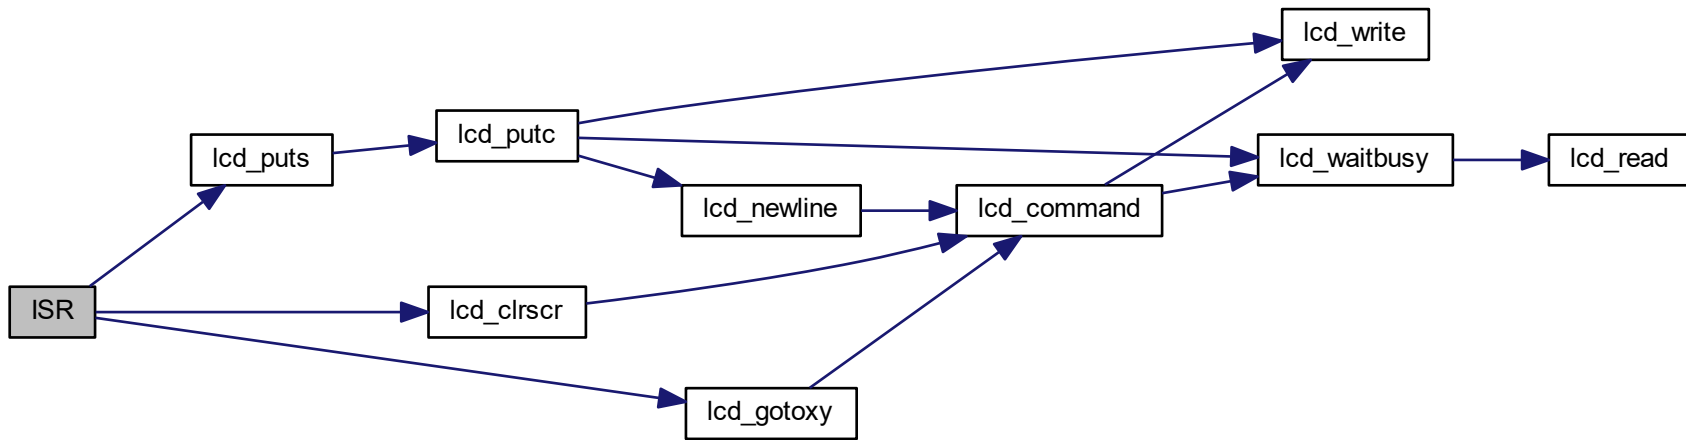 lcd_write
lcd_putc
lcd_puts
lcd_waitbusy
lcd_read
lcd_newline
lcd_command
ISR
lcd_clrscr
lcd_gotoxy